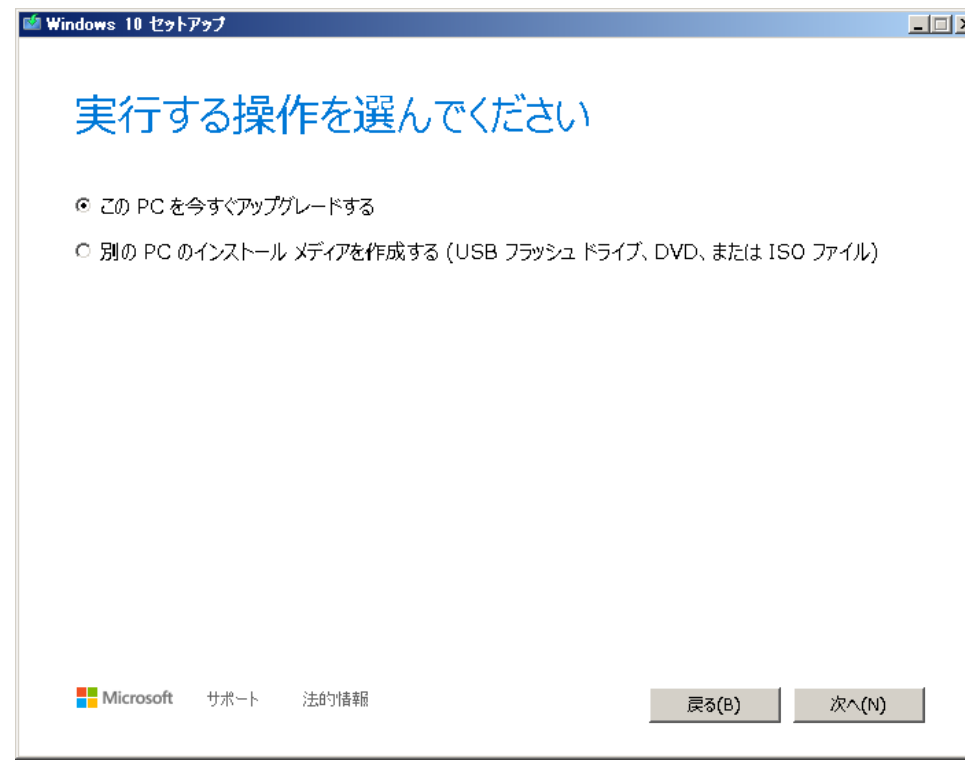 Windows 10 セットアップ
実行する操作を選んでください
この PC を今すぐアップグレードする
別の PC のインストール メディアを作成する (USB フラッシュ ドライブ、DVD、または ISO ファイル)
Microsoft サポート 法的情報 戻る(B) 次へ(N)